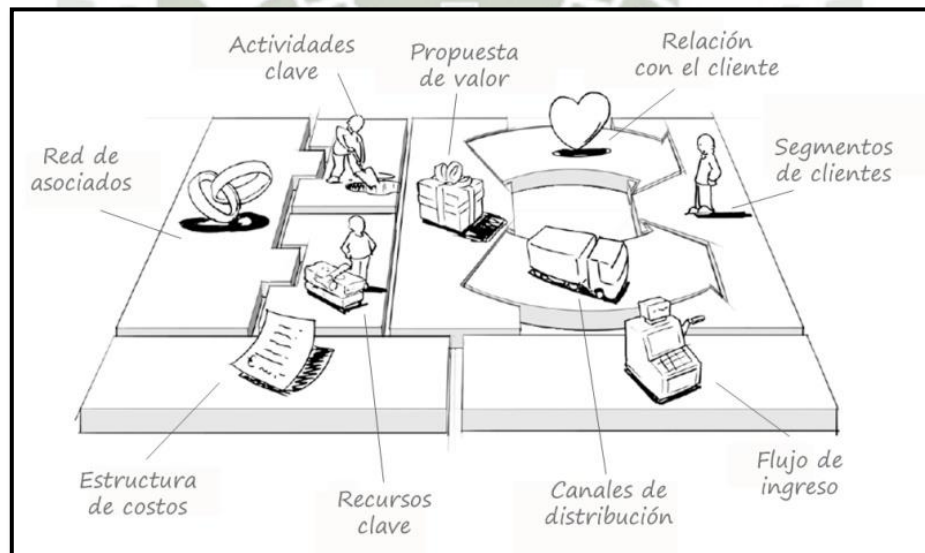 Actividades
clave
Propuesta
de valor
Relación
con el cliente
Red de
asociados
Segmentos
de clientes
Estructura
de costos
Recursos
clave
Canales de
distribución
Flujo de
ingreso